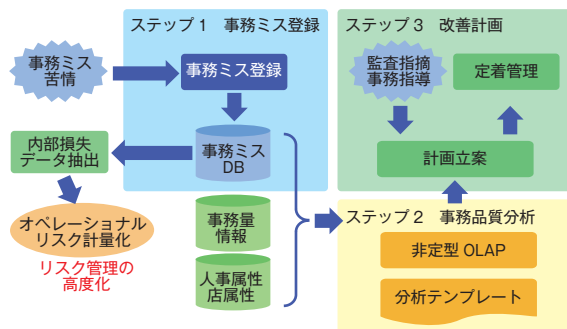 ステップ1 事務ミス登録
事務ミス
苦情
事務ミス登録
事務ミス
DB
内部損失
データ抽出
オペレーショナル
リスク計量化
リスク管理の
高度化
事務量
情報
人事属性
店属性
ステップ2 事務品質分析
非定型 OLAP
分析テンプレート
ステップ3 改善計画
監査指摘
事務指導
定着管理
計画立案